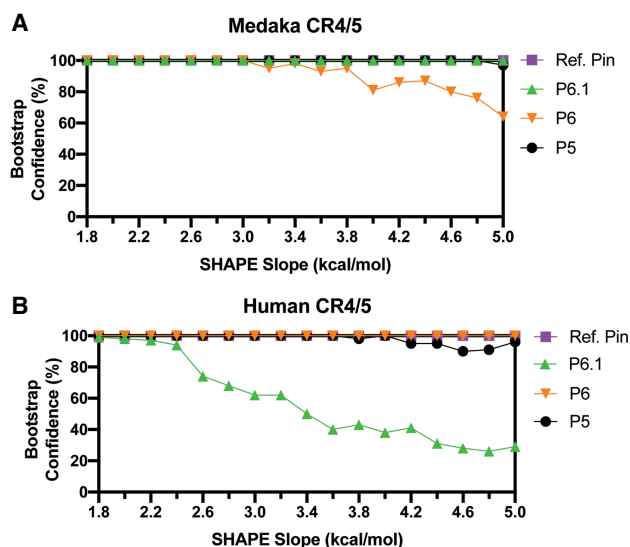 A
Medaka CR4/5
100
80
60
40
20
0
Bootstrap
Confidence (%)
1.8 2.2 2.6 3.0 3.4 3.8 4.2 4.6 5.0
SHAPE Slope (kcal/mol)
Ref. Pin
P6.1
P6
P5
B
Human CR4/5
100
80
60
40
20
0
Bootstrap
Confidence (%)
1.8 2.2 2.6 3.0 3.4 3.8 4.2 4.6 5.0
SHAPE Slope (kcal/mol)
Ref. Pin
P6.1
P6
P5